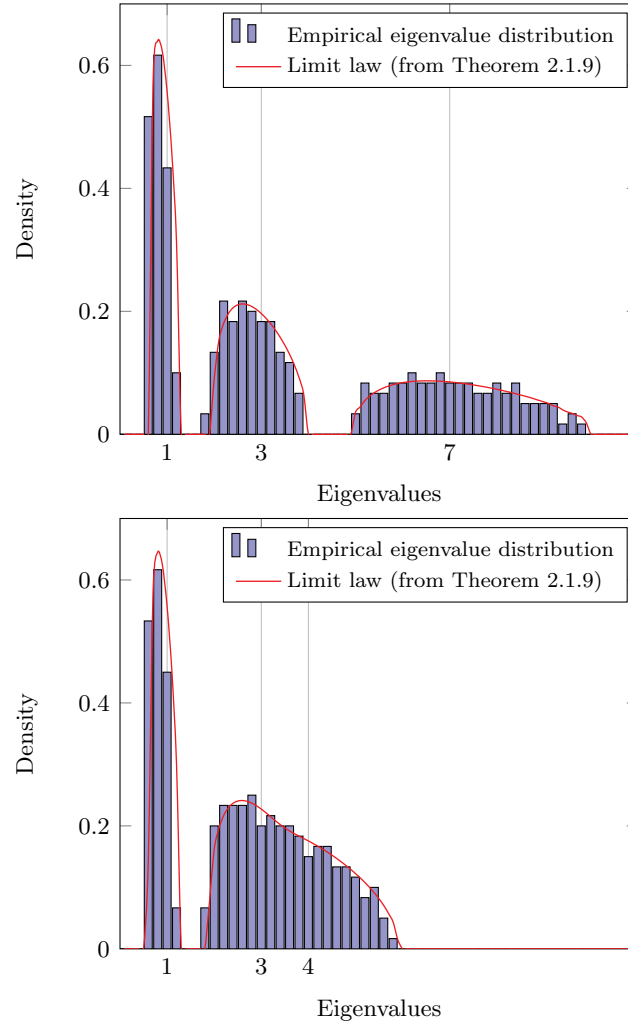 Empirical eigenvalue distribution
Limit law (from Theorem 2.1.9)
0.6
0.4
0.2
0
Density
1 3 7
Eigenvalues
Empirical eigenvalue distribution
Limit law (from Theorem 2.1.9)
0.6
0.4
0.2
0
Density
1 3 4
Eigenvalues